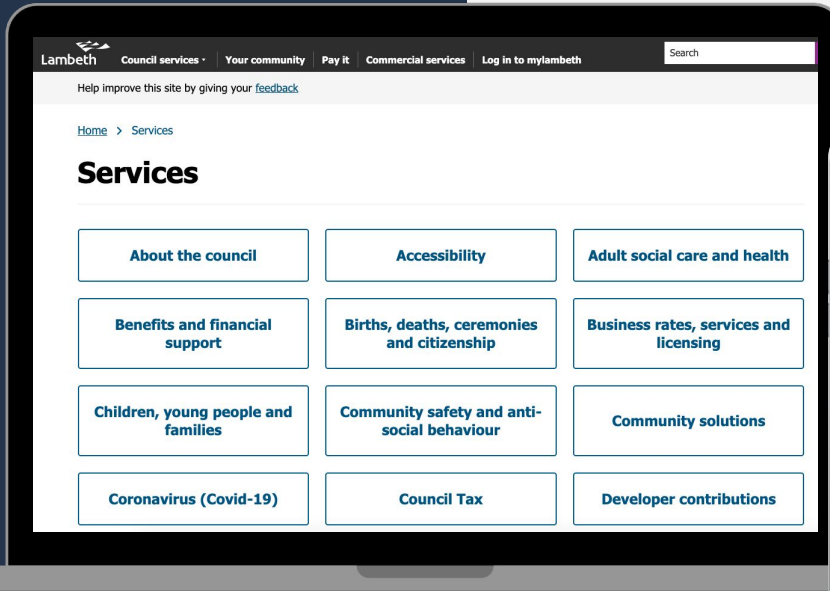 Lambeth
Council services
Your community
Pay it
Commercial services
Log in to mylambeth
Search
Help improve this site by giving your feedback
Home > Services
Services
About the council
Accessibility
Adult social care and health
Benefits and financial
support
Births, deaths, ceremonies
and citizenship
Business rates, services and
licensing
Children, young people and
families
Community safety and anti-
social behaviour
Community solutions
Coronavirus (Covid-19)
Council Tax
Developer contributions